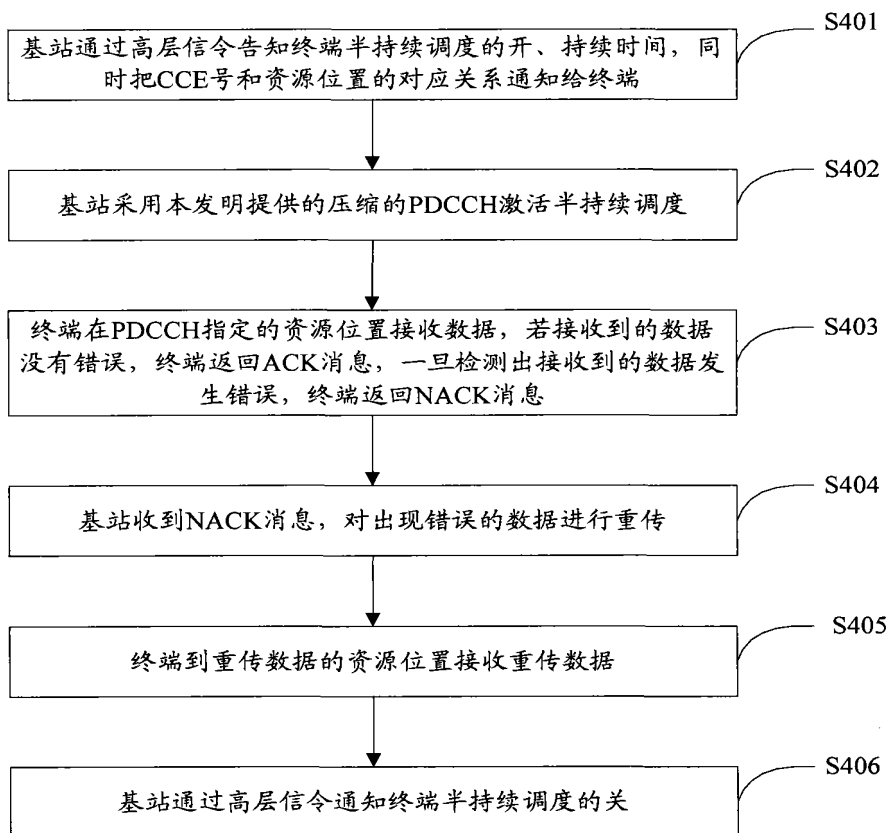 S401
基站通过高层信令告知终端半持续调度的开、持续时间，同
时把CCE号和资源位置的对应关系通知给终端
S402
基站采用本发明提供的压缩的PDCCH激活半持续调度
S403
终端在PDCCH指定的资源位置接收数据，若接收到的数据
没有错误，终端返回ACK消息，一旦检测出接收到的数据发
生错误，终端返回NACK消息
S404
基站收到NACK消息，对出现错误的数据进行重传
S405
终端到重传数据的资源位置接收重传数据
S406
基站通过高层信令通知终端半持续调度的关